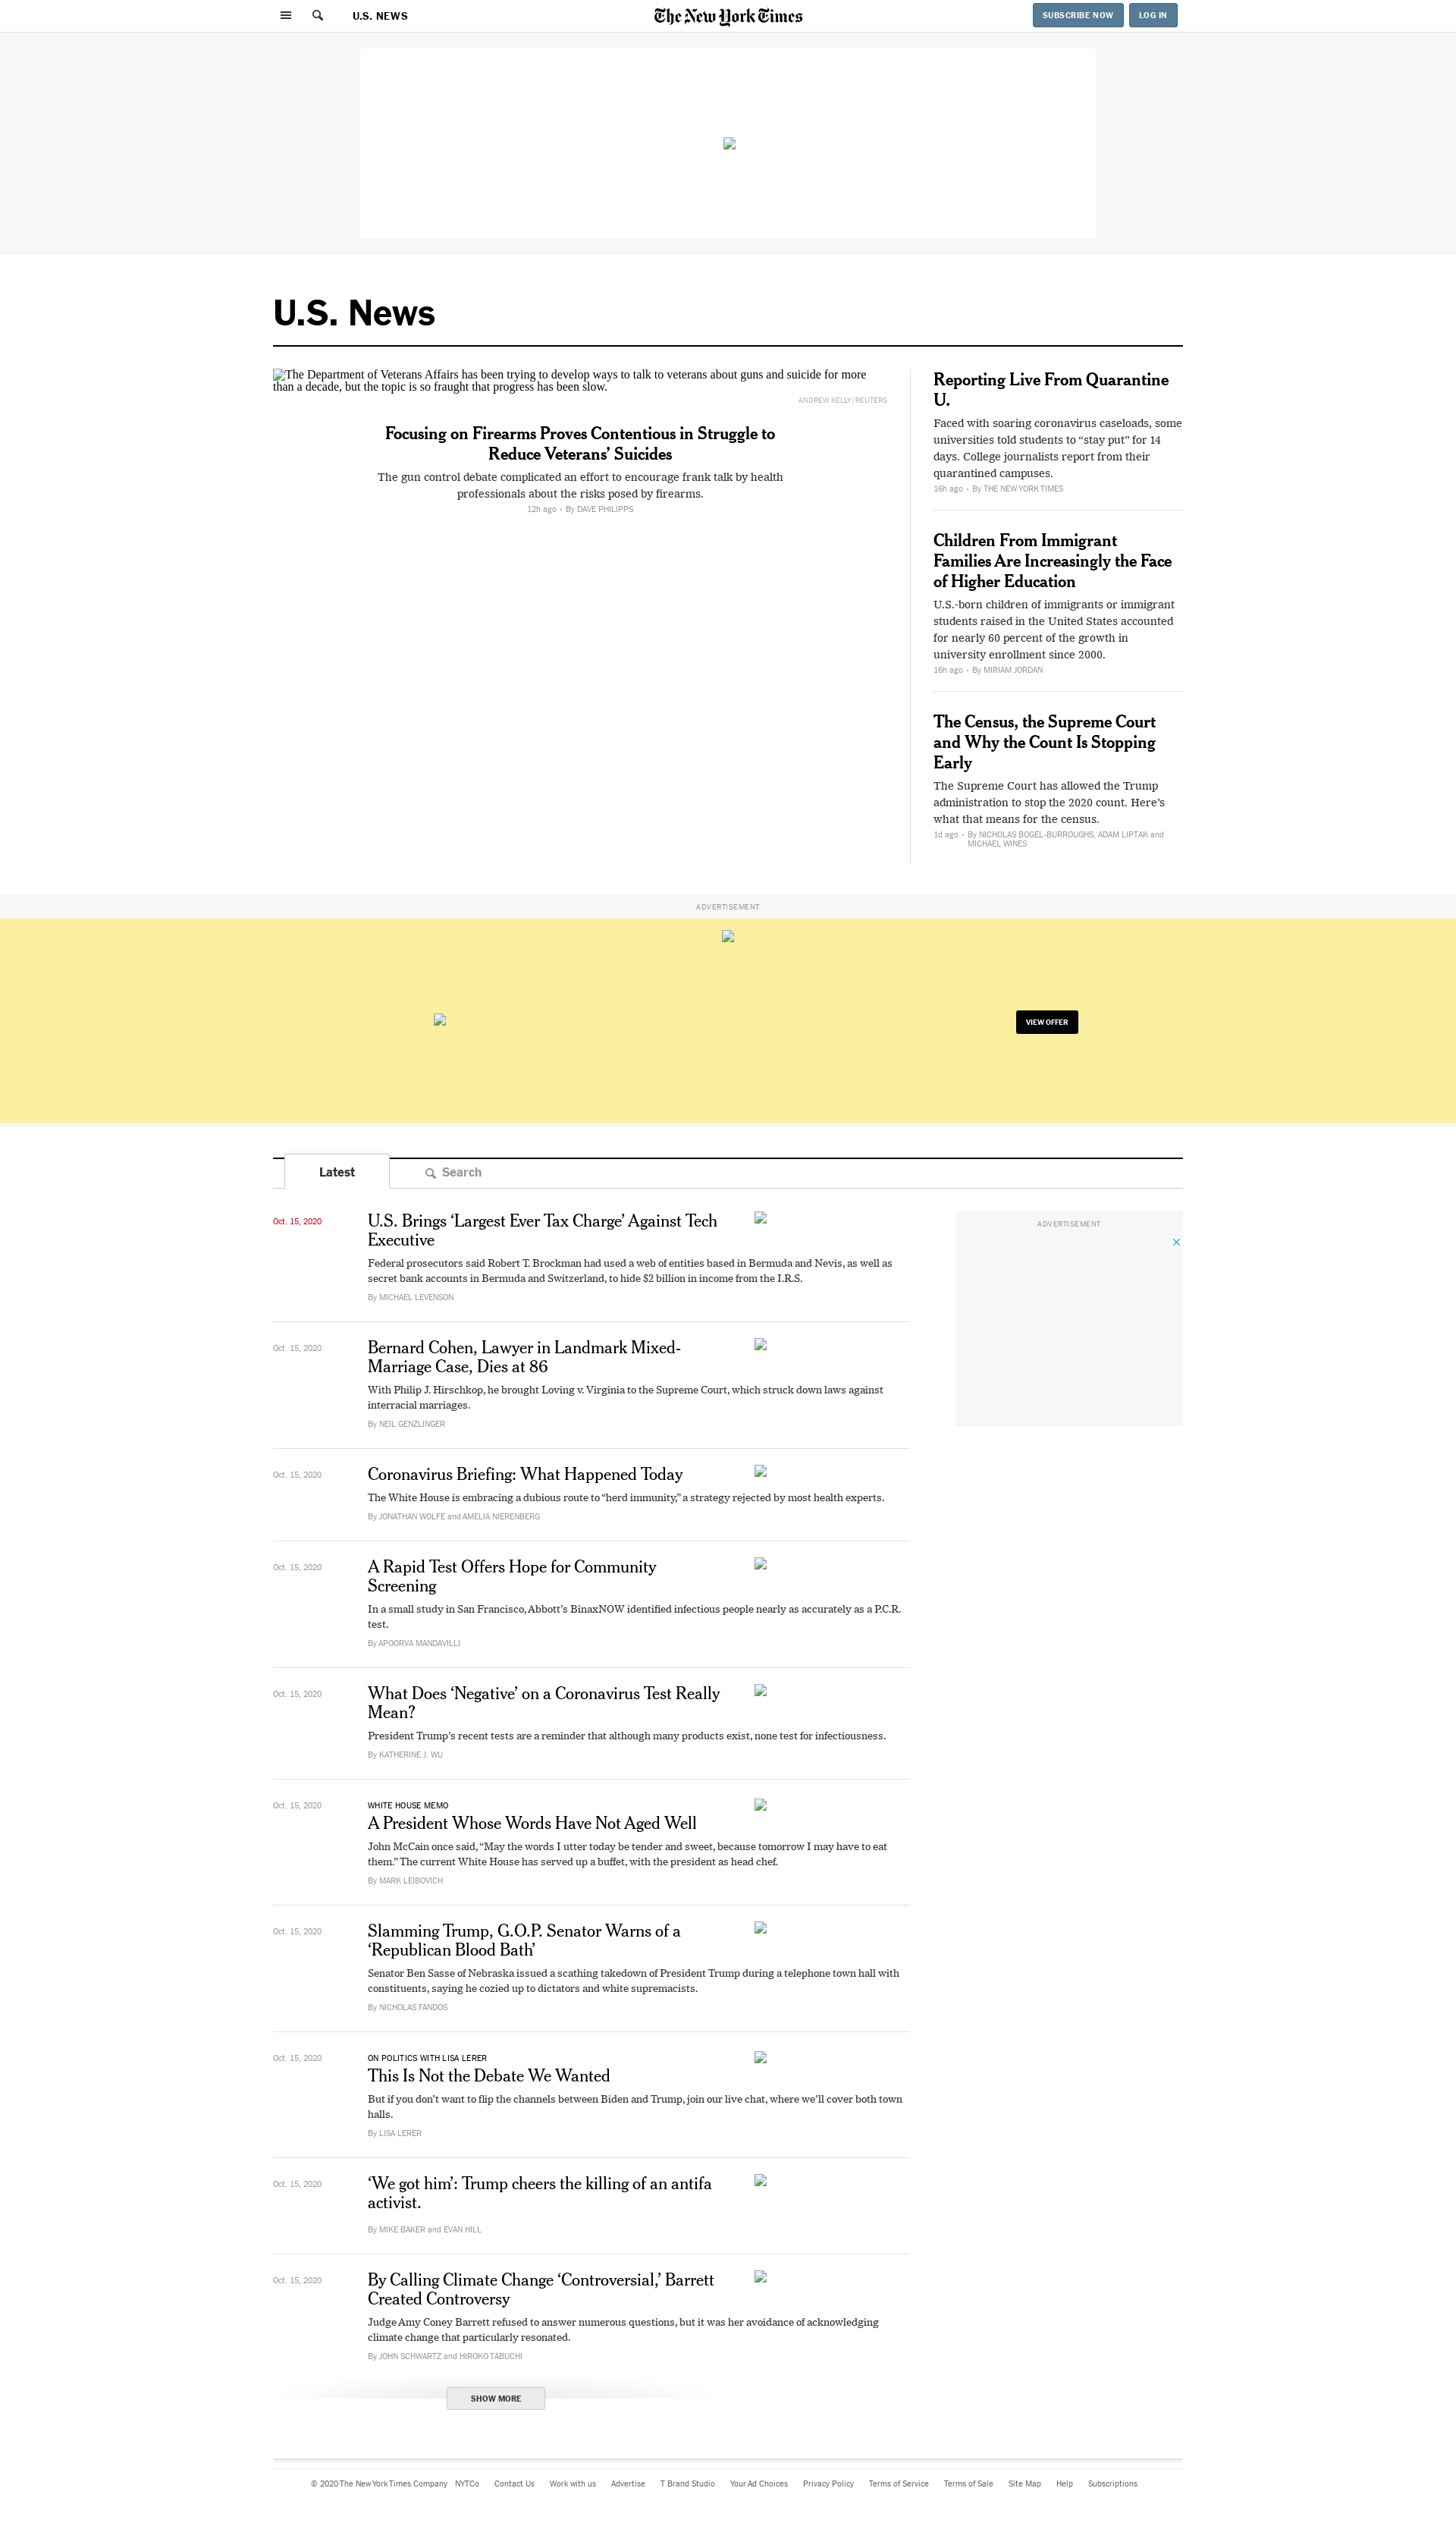 U.S. NEWS
The New York Times
SUBSCRIBE NOW
LOG IN
U.S. News
The Department of Veterans Affairs has been trying to develop ways to talk to veterans about guns and suicide for more
than a decade, but the topic is so fraught that progress has been slow.
ANDREW KELLY/REUTERS
Focusing on Firearms Proves Contentious in Struggle to
Reduce Veterans’ Suicides
The gun control debate complicated an effort to encourage frank talk by health
professionals about the risks posed by firearms.
12h ago • By DAVE PHILIPPS
Reporting Live From Quarantine
U.
Faced with soaring coronavirus caseloads, some
universities told students to “stay put” for 14
days. College journalists report from their
quarantined campuses.
16h ago • By THE NEW YORK TIMES
Children From Immigrant
Families Are Increasingly the Face
of Higher Education
U.S.-born children of immigrants or immigrant
students raised in the United States accounted
for nearly 60 percent of the growth in
university enrollment since 2000.
16h ago • By MIRIAM JORDAN
The Census, the Supreme Court
and Why the Count Is Stopping
Early
The Supreme Court has allowed the Trump
administration to stop the 2020 count. Here’s
what that means for the census.
1d ago • By NICHOLAS BOGEL-BURROUGHS, ADAM LIPTAK and
MICHAEL WINES
ADVERTISEMENT
VIEW OFFER
Latest
Search
ADVERTISEMENT
Oct. 15, 2020
U.S. Brings ‘Largest Ever Tax Charge’ Against Tech
Executive
Federal prosecutors said Robert T. Brockman had used a web of entities based in Bermuda and Nevis, as well as
secret bank accounts in Bermuda and Switzerland, to hide $2 billion in income from the I.R.S.
By MICHAEL LEVENSON
Oct. 15, 2020
Bernard Cohen, Lawyer in Landmark Mixed-
Marriage Case, Dies at 86
With Philip J. Hirschkop, he brought Loving v. Virginia to the Supreme Court, which struck down laws against
interracial marriages.
By NEIL GENZLINGER
Oct. 15, 2020
Coronavirus Briefing: What Happened Today
The White House is embracing a dubious route to “herd immunity,” a strategy rejected by most health experts.
By JONATHAN WOLFE and AMELIA NIERENBERG
Oct. 15, 2020
A Rapid Test Offers Hope for Community
Screening
In a small study in San Francisco, Abbott’s BinaxNOW identified infectious people nearly as accurately as a P.C.R.
test.
By APOORVA MANDAVILLI
Oct. 15, 2020
What Does ‘Negative’ on a Coronavirus Test Really
Mean?
President Trump’s recent tests are a reminder that although many products exist, none test for infectiousness.
By KATHERINE J. WU
Oct. 15, 2020
WHITE HOUSE MEMO
A President Whose Words Have Not Aged Well
John McCain once said, “May the words I utter today be tender and sweet, because tomorrow I may have to eat
them.” The current White House has served up a buffet, with the president as head chef.
By MARK LEIBOVICH
Oct. 15, 2020
Slamming Trump, G.O.P. Senator Warns of a
‘Republican Blood Bath’
Senator Ben Sasse of Nebraska issued a scathing takedown of President Trump during a telephone town hall with
constituents, saying he cozied up to dictators and white supremacists.
By NICHOLAS FANDOS
Oct. 15, 2020
ON POLITICS WITH LISA LERER
This Is Not the Debate We Wanted
But if you don’t want to flip the channels between Biden and Trump, join our live chat, where we’ll cover both town
halls.
By LISA LERER
Oct. 15, 2020
‘We got him’: Trump cheers the killing of an antifa
activist.
By MIKE BAKER and EVAN HILL
Oct. 15, 2020
By Calling Climate Change ‘Controversial,’ Barrett
Created Controversy
Judge Amy Coney Barrett refused to answer numerous questions, but it was her avoidance of acknowledging
climate change that particularly resonated.
By JOHN SCHWARTZ and HIROKO TABUCHI
SHOW MORE
© 2020 The New York Times Company NYTCo Contact Us Work with us Advertise T Brand Studio Your Ad Choices Privacy Policy Terms of Service Terms of Sale Site Map Help Subscriptions